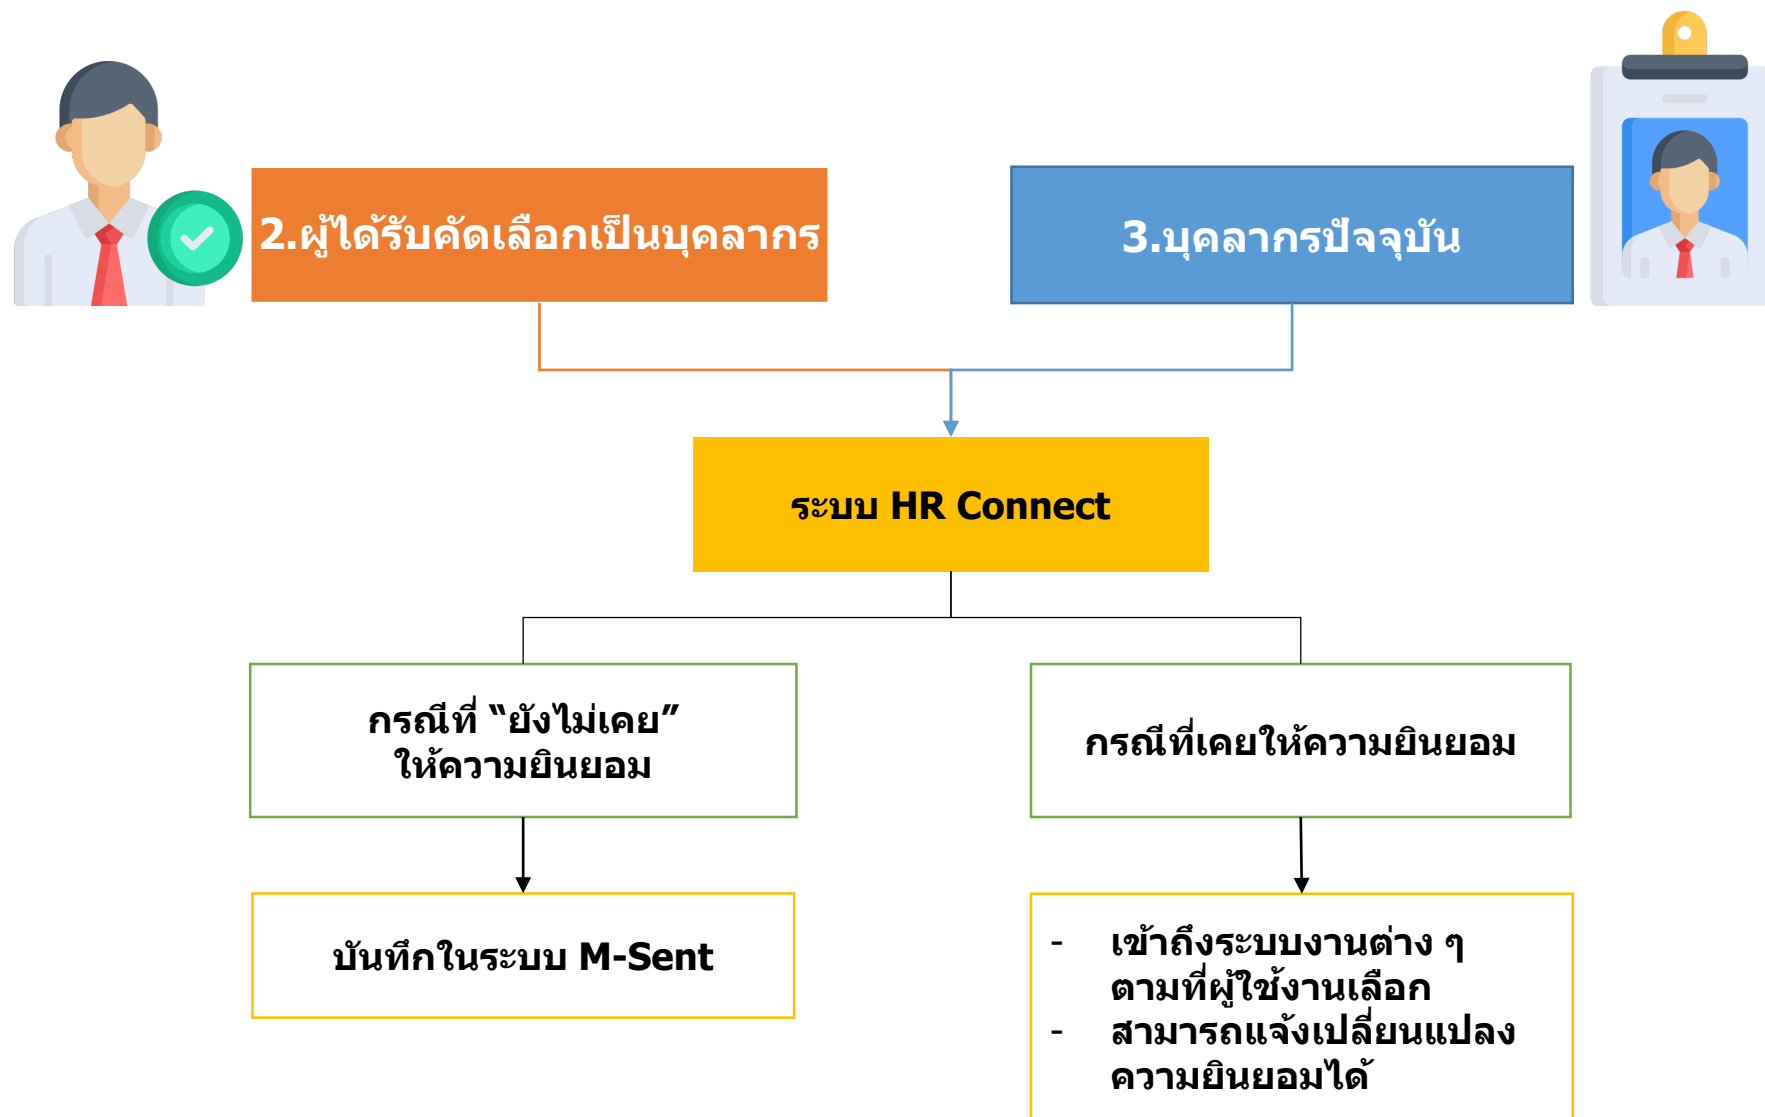 2.ผู้ได้รับคัดเลือกเป็นบุคลากร
3.บุคลากรปัจจุบัน
ระบบ HR Connect
กรณีที่ “ยังไม่เคย”
ให้ความยินยอม
กรณีที่เคยให้ความยินยอม
บันทึกในระบบ M-Sent
- เข้าถึงระบบงานต่าง ๆ
ตามที่ผู้ใช้งานเลือก
- สามารถแจ้งเปลี่ยนแปลง
ความยินยอมได้